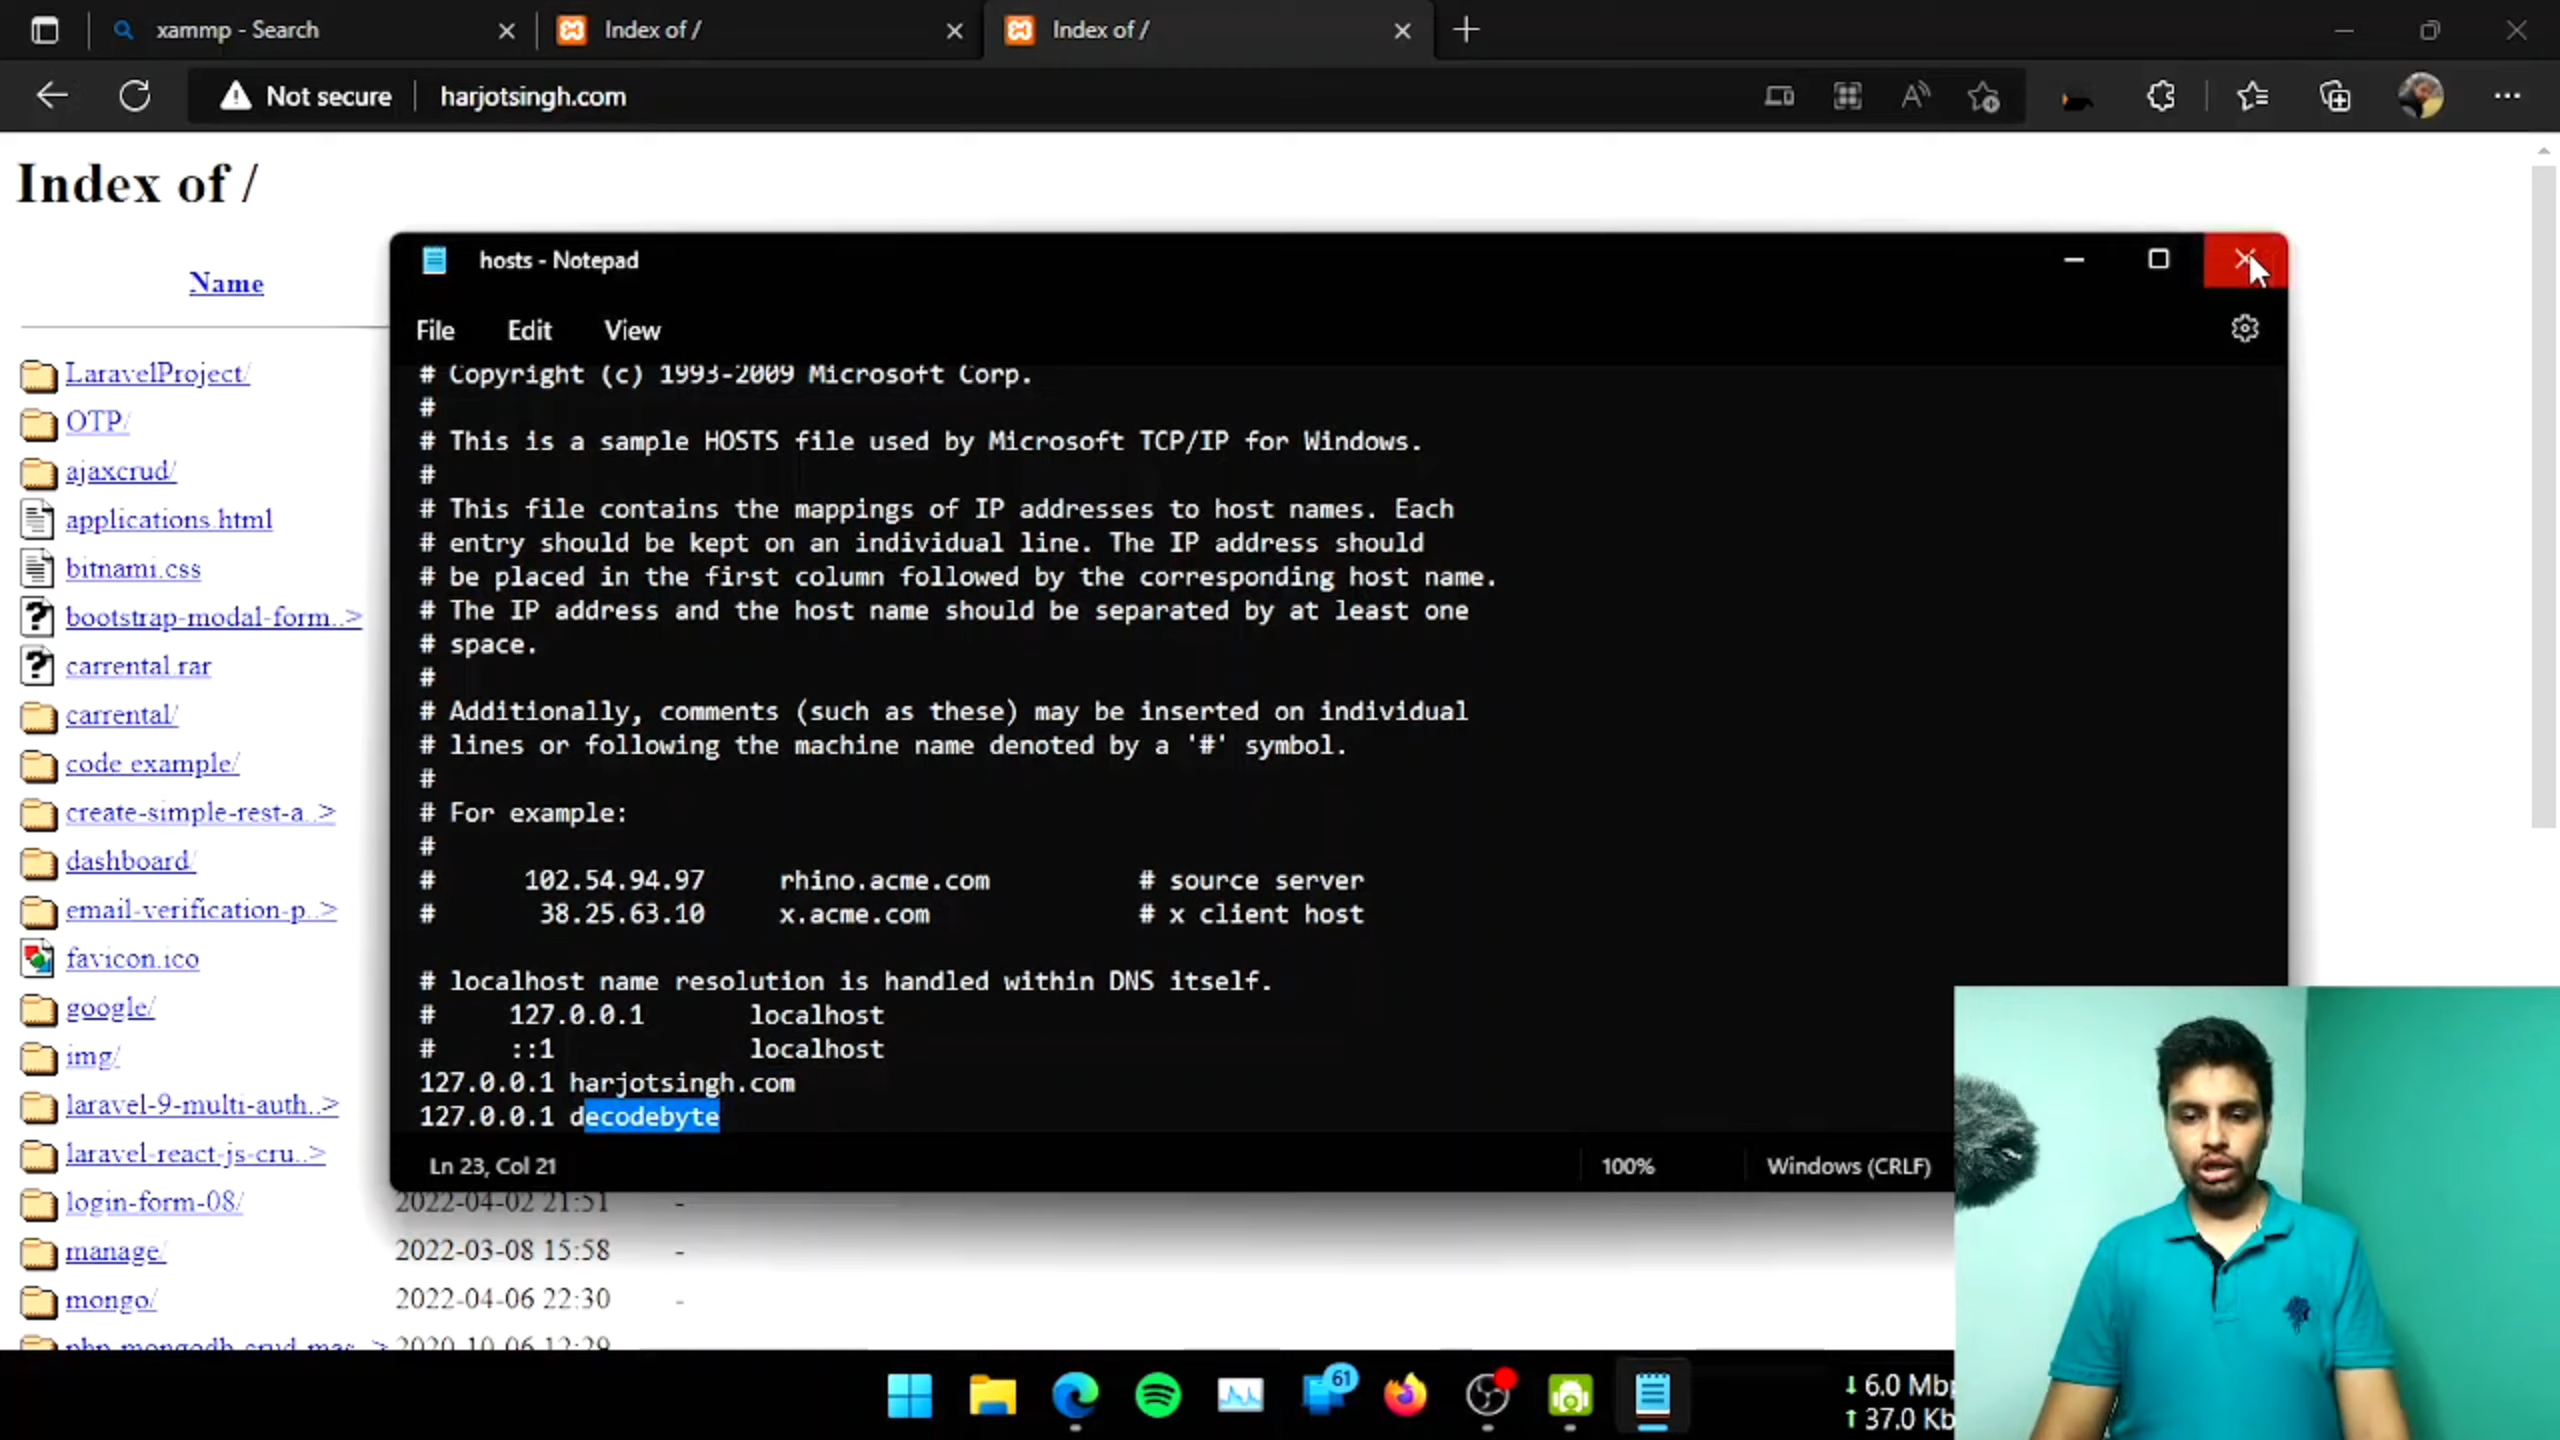 xammp - Search
Index of /
Index of /
Not secure
harjotsingh.com
Index of /
Name
LaravelProject/
OTP/
ajaxcrud/
applications.html
bitnami.css
bootstrap-modal-form..>
carrental.rar
carrental/
code example/
create-simple-rest-a..>
dashboard/
email-verification-p..>
favicon.ico
google/
img/
laravel-9-multi-auth..>
laravel-react-js-cru..>
login-form-08/ 2022-04-02 21:51 -
manage/ 2022-03-08 15:58 -
mongo/ 2022-04-06 22:30 -
php-mongodb-crud-mas..> 2020-10-06 12:29
hosts - Notepad
File Edit View
# Copyright (c) 1993-2009 Microsoft Corp.
#
# This is a sample HOSTS file used by Microsoft TCP/IP for Windows.
#
# This file contains the mappings of IP addresses to host names. Each
# entry should be kept on an individual line. The IP address should
# be placed in the first column followed by the corresponding host name.
# The IP address and the host name should be separated by at least one
# space.
#
# Additionally, comments (such as these) may be inserted on individual
# lines or following the machine name denoted by a '#' symbol.
#
# For example:
#
# 102.54.94.97 rhino.acme.com # source server
# 38.25.63.10 x.acme.com # x client host
# localhost name resolution is handled within DNS itself.
# 127.0.0.1 localhost
# ::1 localhost
127.0.0.1 harjotsingh.com
127.0.0.1 decodebyte
Ln 23, Col 21
100%
Windows (CRLF)
61
↓ 6.0 Mb
↑ 37.0 Kb